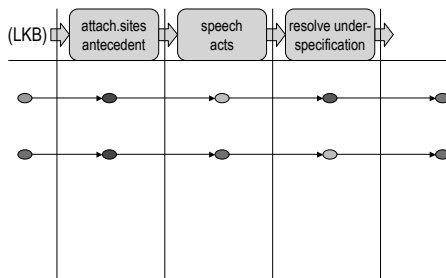 (LKB)
attach.sites
antecedent
speech
acts
resolve under-
specification